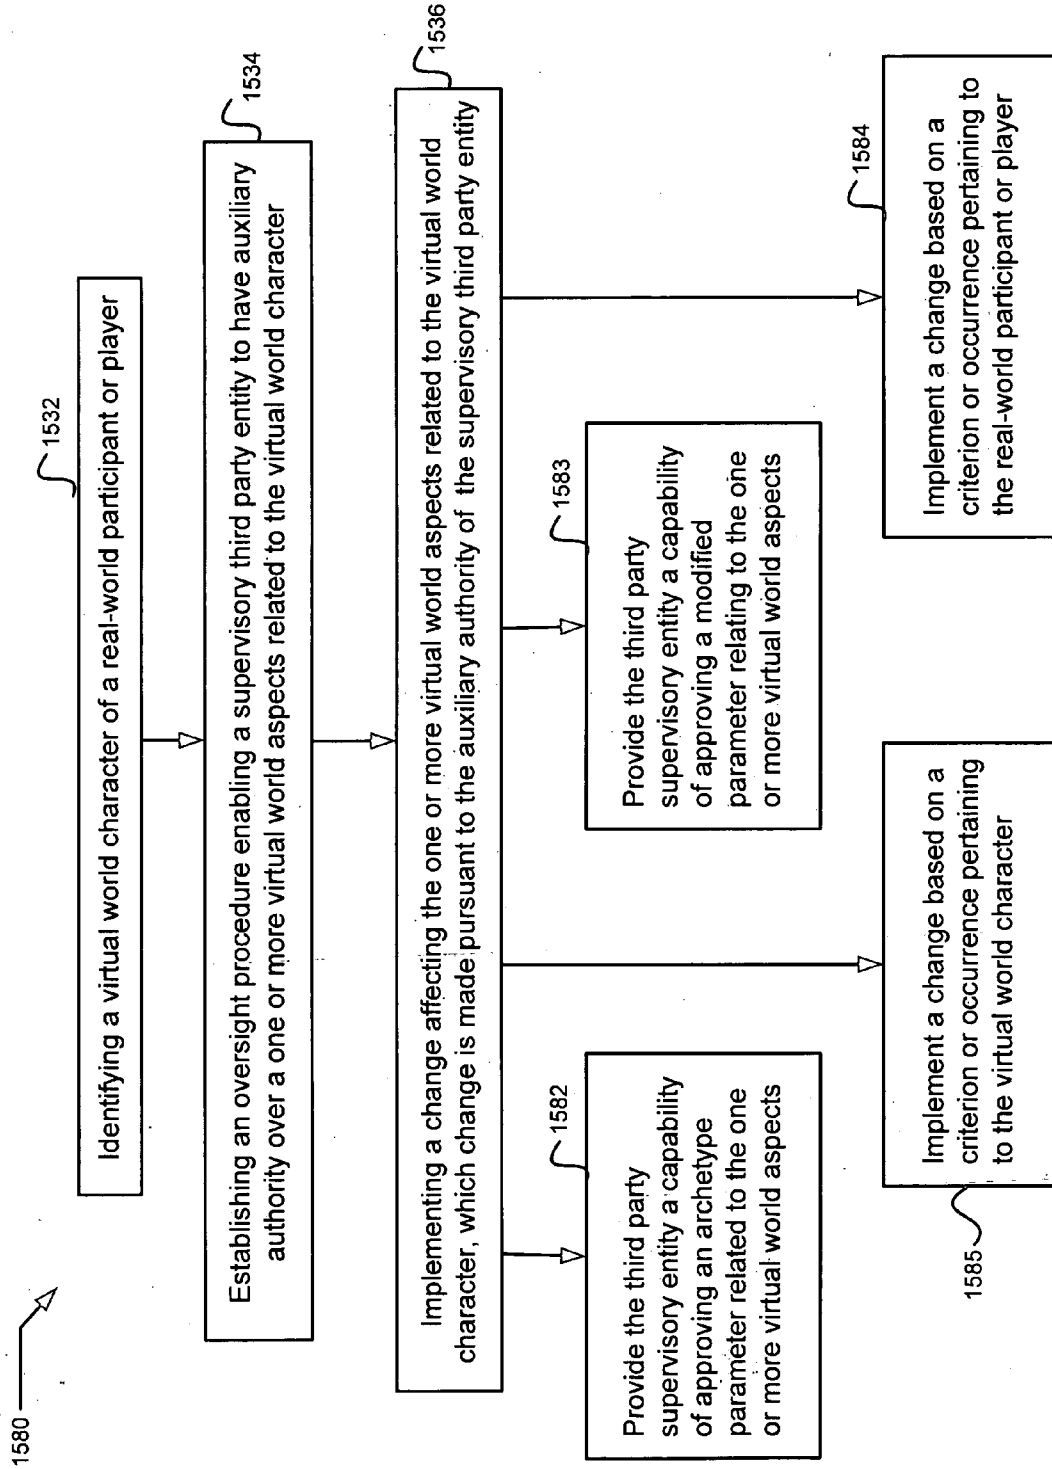 1580
1532
Identifying a virtual world character of a real-world participant or player
1534
Establishing an oversight procedure enabling a supervisory third party entity to have auxiliary
authority over a one or more virtual world aspects related to the virtual world character
1536
Implementing a change affecting the one or more virtual world aspects related to the virtual world
character, which change is made pursuant to the auxiliary authority of the supervisory third party entity
1582
Provide the third party
supervisory entity a capability
of approving an archetype
parameter related to the one
or more virtual world aspects
1583
Provide the third party
supervisory entity a capability
of approving a modified
parameter relating to the one
or more virtual world aspects
1585
Implement a change based on a
criterion or occurrence pertaining
to the virtual world character
1584
Implement a change based on a
criterion or occurrence pertaining to
the real-world participant or player